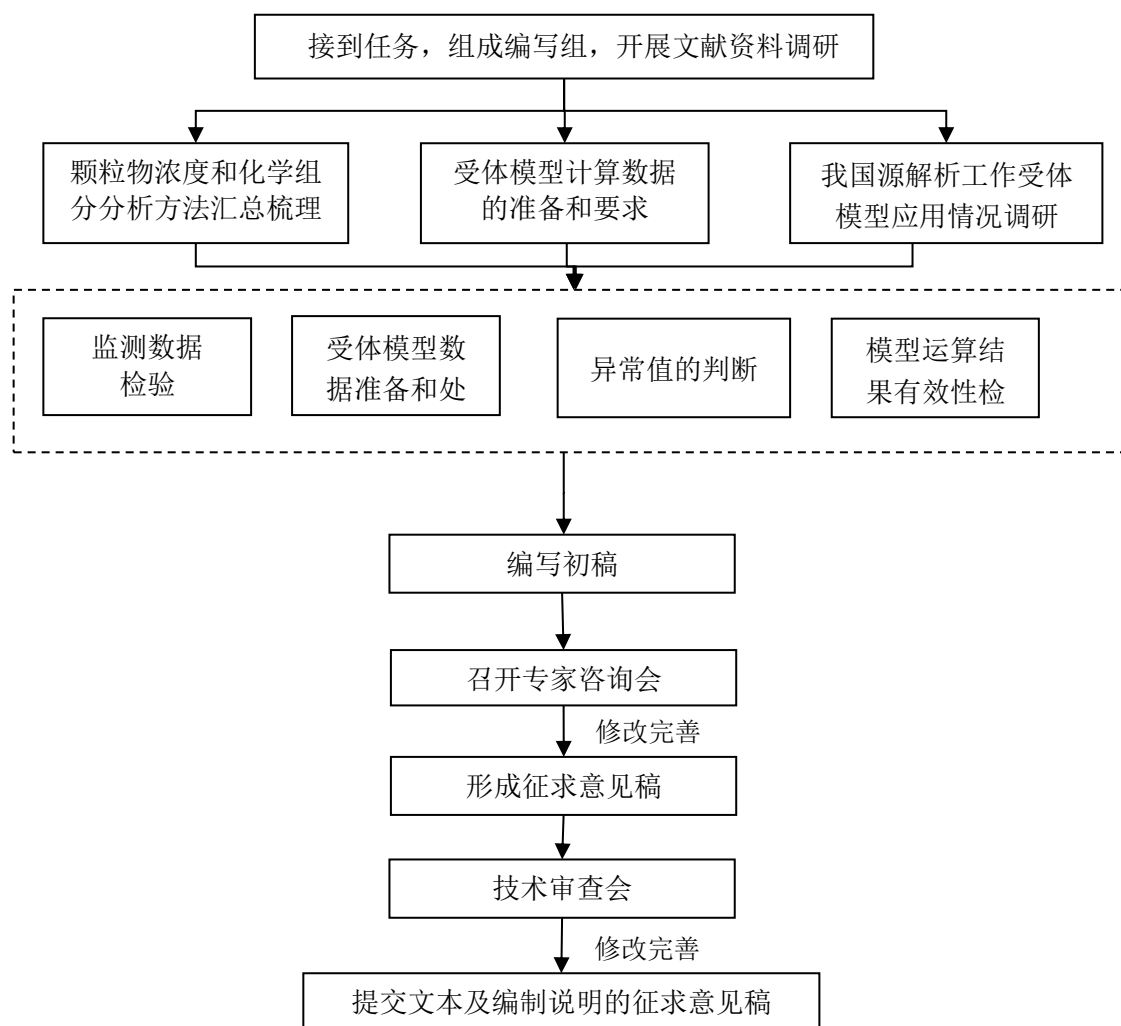 接到任务，组成编写组，开展文献资料调研
颗粒物浓度和化学组
分分析方法汇总梳理
受体模型计算数据
的准备和要求
我国源解析工作受体
模型应用情况调研
监测数据
检验
受体模型数
据准备和处
异常值的判断
模型运算结
果有效性检
编写初稿
召开专家咨询会
修改完善
形成征求意见稿
技术审查会
修改完善
提交文本及编制说明的征求意见稿